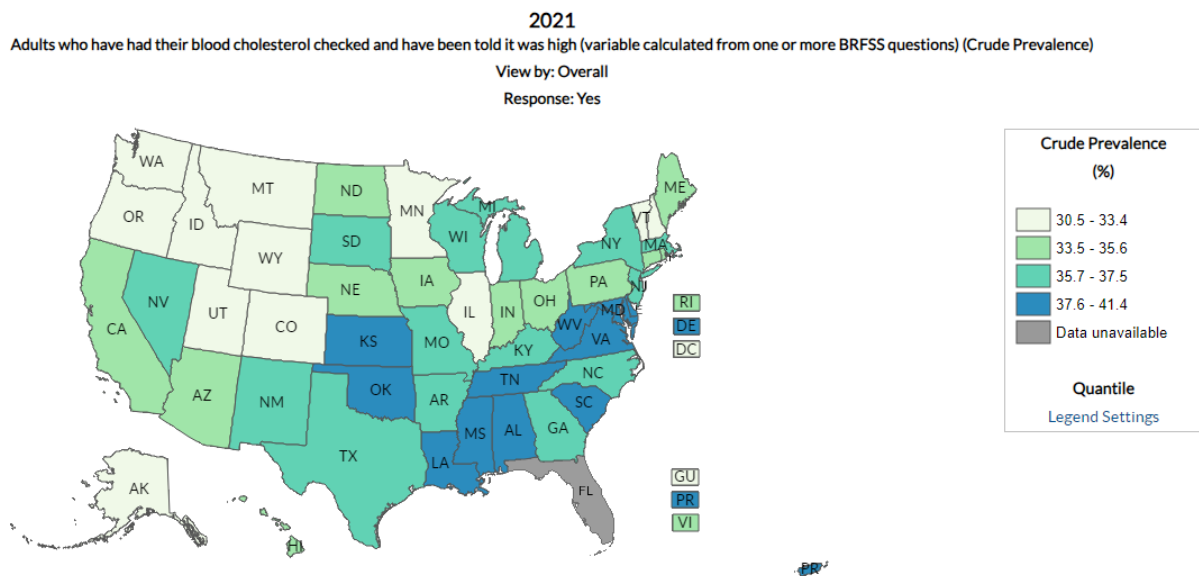 2021
Adults who have had their blood cholesterol checked and have been told it was high (variable calculated from one or more BRFSS questions) (Crude Prevalence)
View by: Overall
Response: Yes
Crude Prevalence
(%)
30.5 - 33.4
33.5 - 35.6
35.7 - 37.5
37.6 - 41.4
Data unavailable
Quantile
Legend Settings
WA
MT
ND
MN
OR
ID
WY
SD
WI
MI
NY
VT
ME
MA
NV
UT
CO
NE
IA
IL
IN
OH
PA
NJ
CA
AZ
NM
KS
MO
KY
WV
MD
E
VA
RI
DE
DC
OK
AR
TN
NC
SC
TX
LA
MS
AL
GA
FL
AK
HI
GU
PR
VI
PR